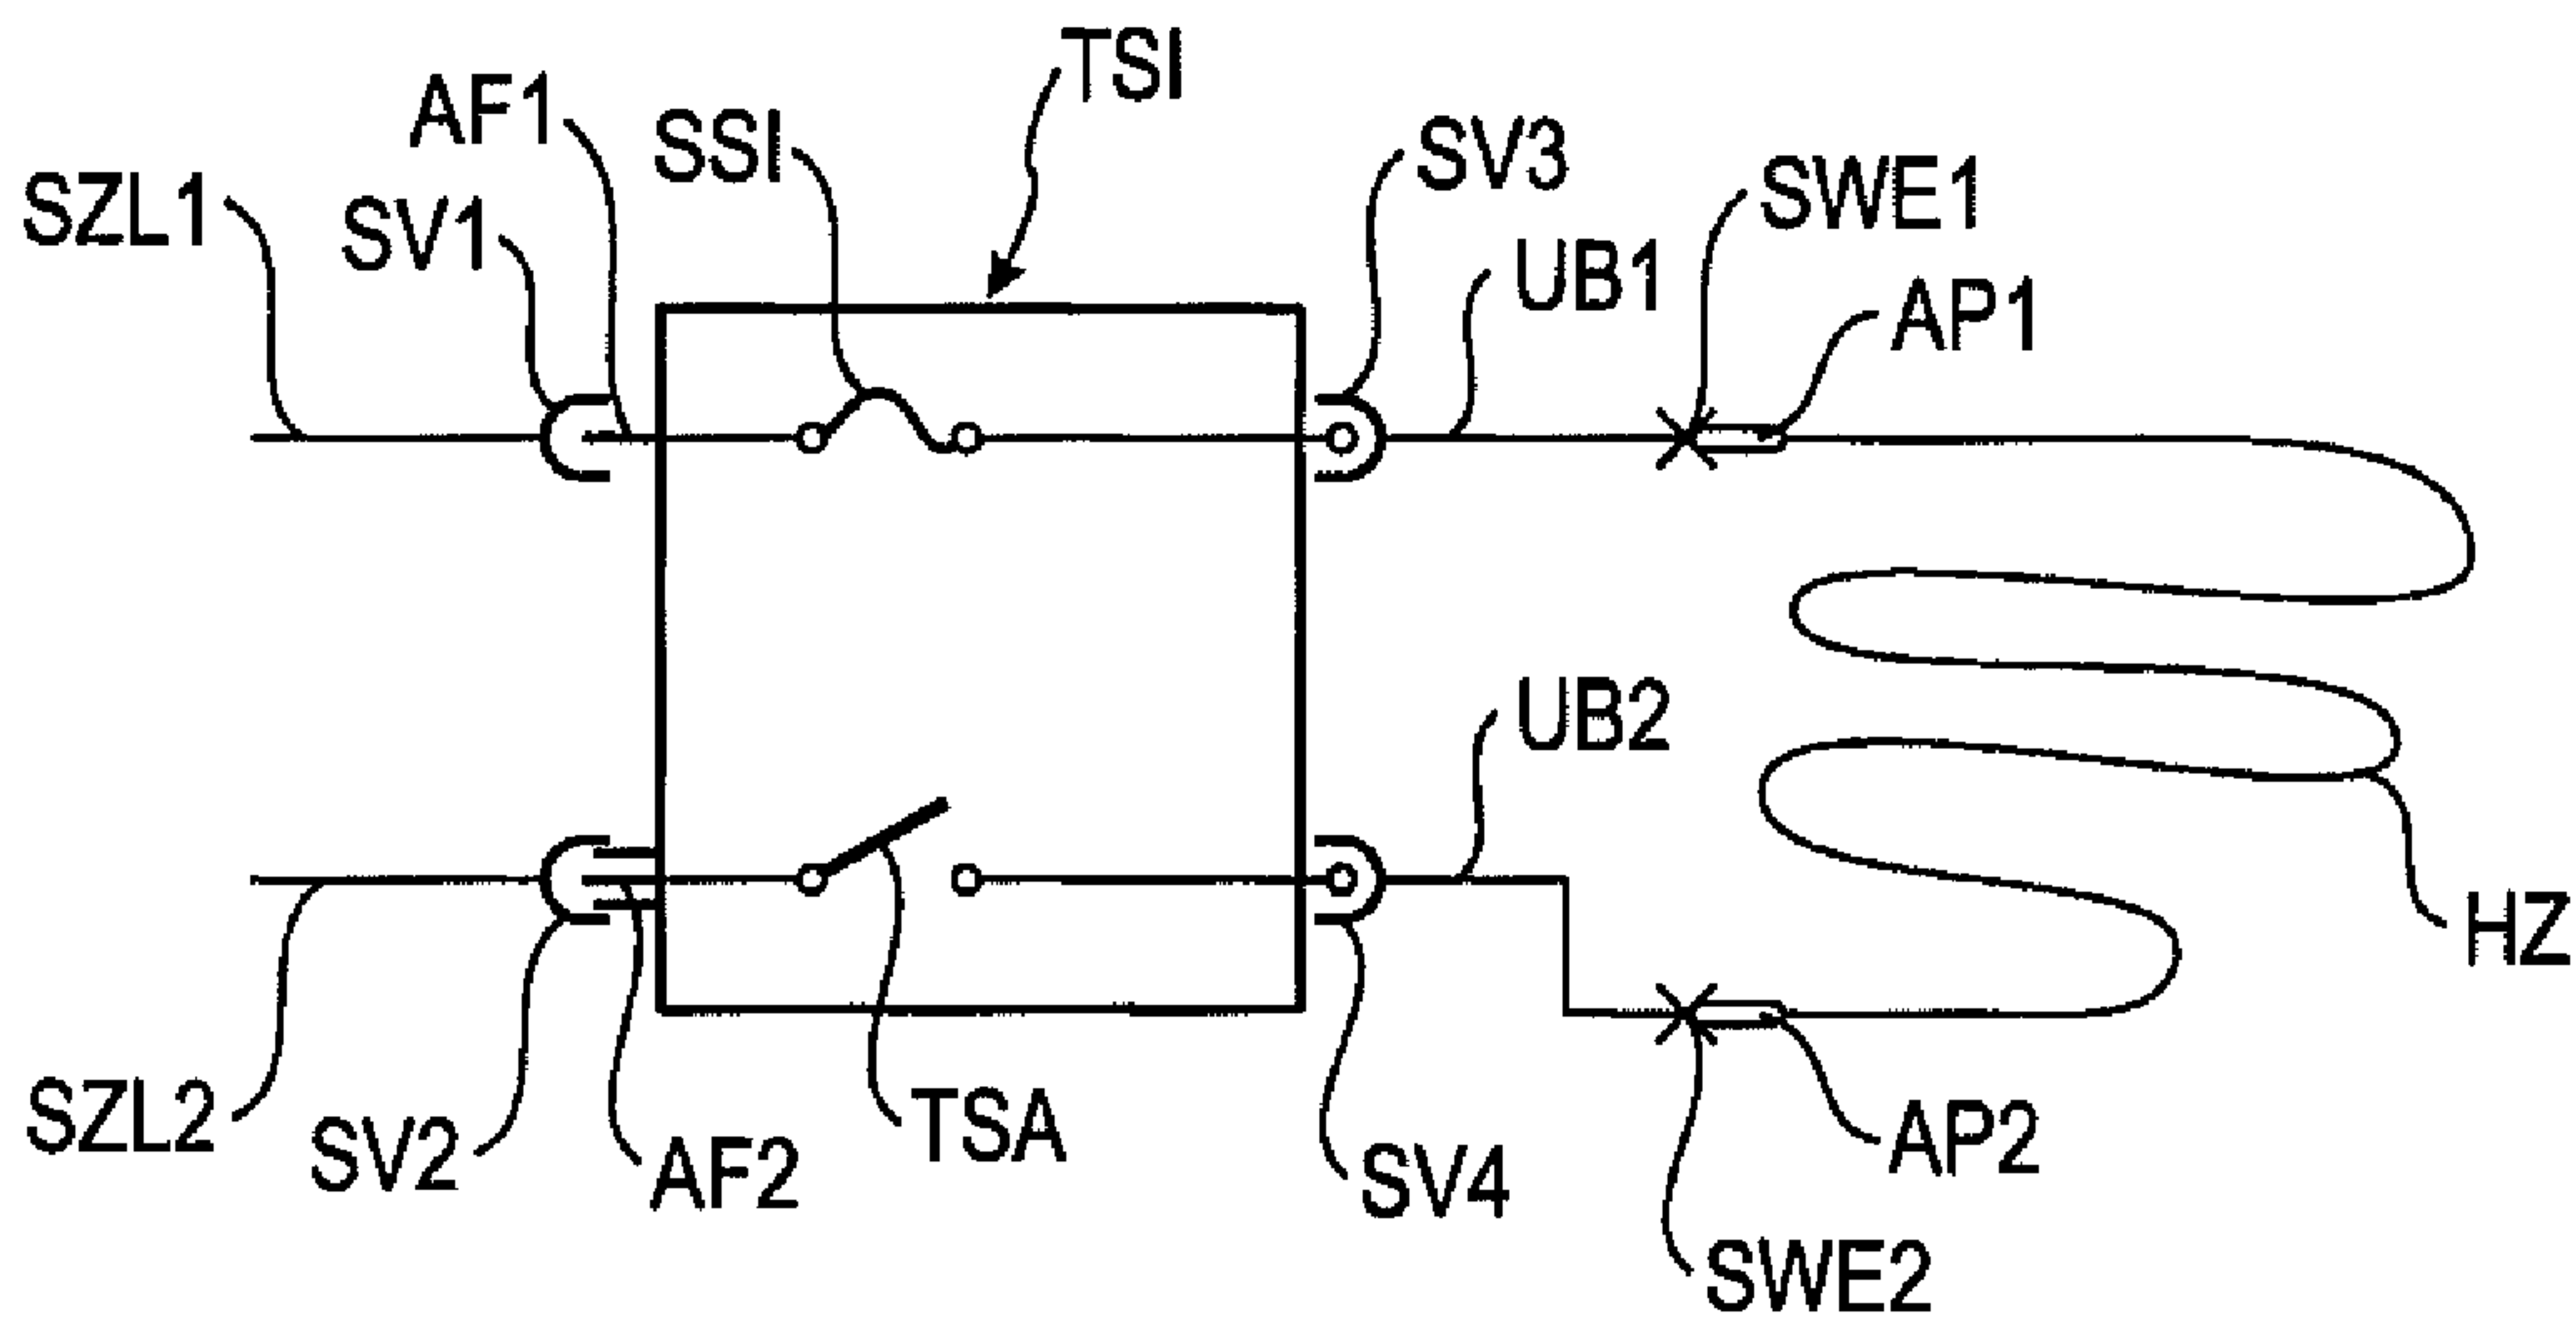 TSI
AF1
SSI
SV3
SWE1
SZL1
SV1
UB1
AP1
UB2
HZ
SZL2
SV2
AF2
TSA
SV4
AP2
SWE2